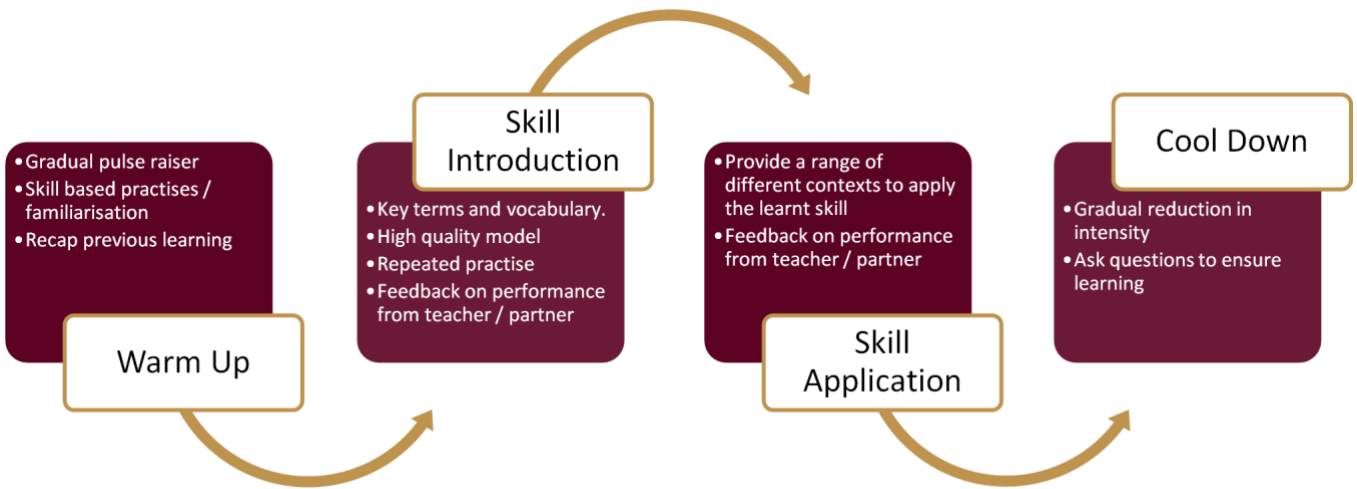 • Gradual pulse raiser
• Skill based practises /
familiarisation
• Recap previous learning
Warm Up
Skill
Introduction
• Key terms and vocabulary.
• High quality model
• Repeated practise
• Feedback on performance
from teacher / partner
• Provide a range of
different contexts to apply
the learnt skill
• Feedback on performance
from teacher / partner
Skill
Application
Cool Down
• Gradual reduction in
intensity
• Ask questions to ensure
learning